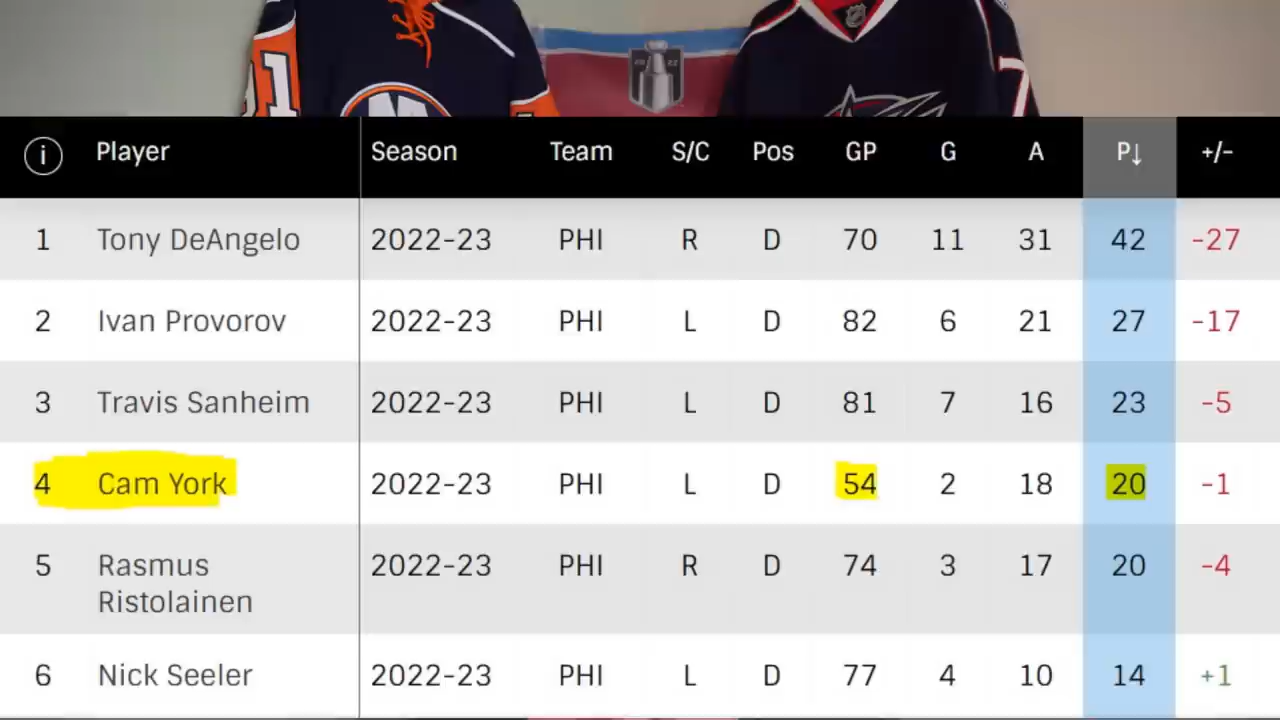 1
7
2022
i Player Season Team S/C Pos GP G A P↓ +/-
1 Tony DeAngelo 2022-23 PHI R D 70 11 31 42 -27
2 Ivan Provorov 2022-23 PHI L D 82 6 21 27 -17
3 Travis Sanheim 2022-23 PHI L D 81 7 16 23 -5
4 Cam York 2022-23 PHI L D 54 2 18 20 -1
5 Rasmus 2022-23 PHI R D 74 3 17 20 -4
Ristolainen
6 Nick Seeler 2022-23 PHI L D 77 4 10 14 +1